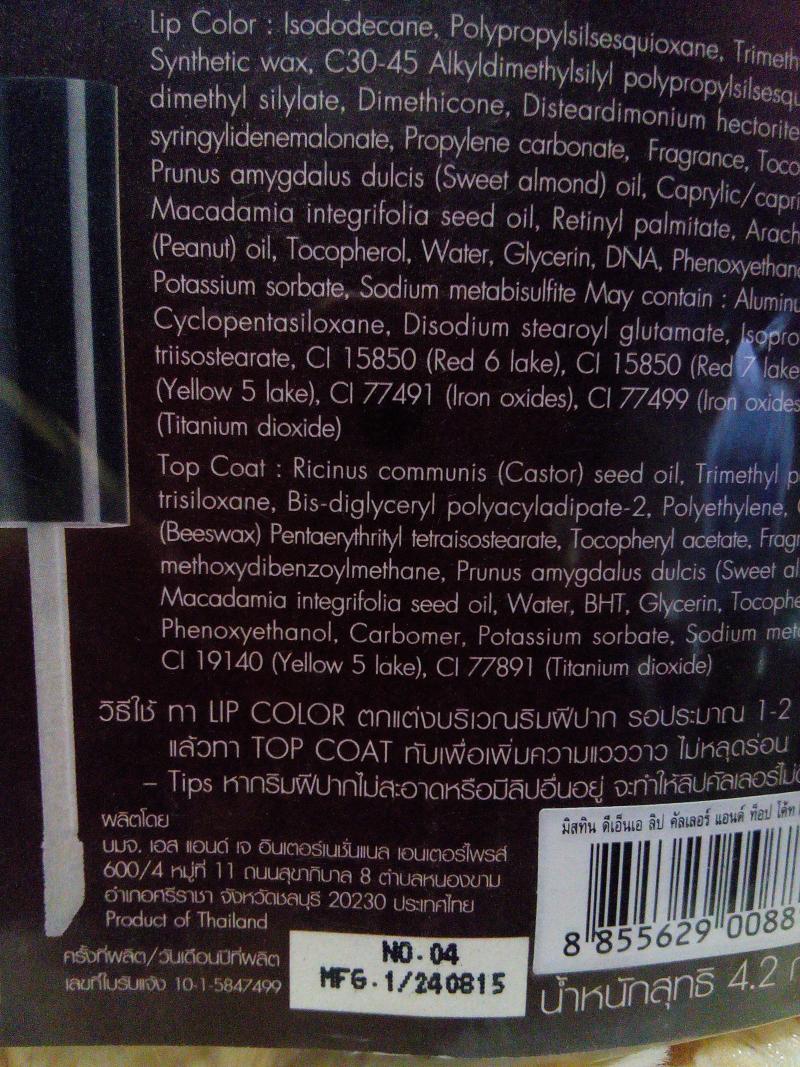 Lip Color : Isododecane, Polypropylsilsesquioxane, Trimeth
Synthetic wax, C30-45 Alkyldimethylsilyl polypropylsilsesqu
dimethyl silylate, Dimethicone, Disteardimonium hectorite
syringylidenemalonate, Propylene carbonate, Fragrance, Toco
Prunus amygdalus dulcis (Sweet almond) oil, Caprylic/capri
Macadamia integrifolia seed oil, Retinyl palmitate, Arach
(Peanut) oil, Tocopherol, Water, Glycerin, DNA, Phenoxyethano
Potassium sorbate, Sodium metabisulfite May contain : Aluminu
Cyclopentasiloxane, Disodium stearoyl glutamate, Isopro
triisostearate, CI 15850 (Red 6 lake), CI 15850 (Red 7 lake
(Yellow 5 lake), CI 77491 (Iron oxides), CI 77499 (Iron oxides
(Titanium dioxide)
Top Coat : Ricinus communis (Castor) seed oil, Trimethyl p
trisiloxane, Bis-diglyceryl polyacyladipate-2, Polyethylene,
(Beeswax) Pentaerythrityl tetraisostearate, Tocopheryl acetate, Fragr
methoxydibenzoylmethane, Prunus amygdalus dulcis (Sweet al
Macadamia integrifolia seed oil, Water, BHT, Glycerin, Tocophe
Phenoxyethanol, Carbomer, Potassium sorbate, Sodium meta
CI 19140 (Yellow 5 lake), CI 77891 (Titanium dioxide)
วิธีใช้ ทา LIP COLOR ตกแต่งบริเวณริมฝีปาก รอประมาณ 1-2
แล้วทา TOP COAT ทับเพื่อเพิ่มความแวววาว ไม่หลุดร่อน
– Tips หากริมฝีปากไม่สะอาดหรือมีลิปอื่นอยู่ จะทำให้ลิปคัลเลอร์ไม่
ผลิตโดย
บมจ. เอส แอนด์ เจ อินเตอร์เนชั่นแนล เอนเตอร์ไพรส์
600/4 หมู่ที่ 11 ถนนสุขาภิบาล 8 ตำบลหนองขาม
อำเภอศรีราชา จังหวัดชลบุรี 20230 ประเทศไทย
Product of Thailand
ครั้งที่ผลิต/วันเดือนปีที่ผลิต
เลขที่ใบรับแจ้ง 10-1-5847499
NO.04
MFG.1/240815
มิสทิน ดีเอ็นเอ ลิป คัลเลอร์ แอนด์ ท็อป โค้ท
8 855629 0088
น้ำหนักสุทธิ 4.2 ก